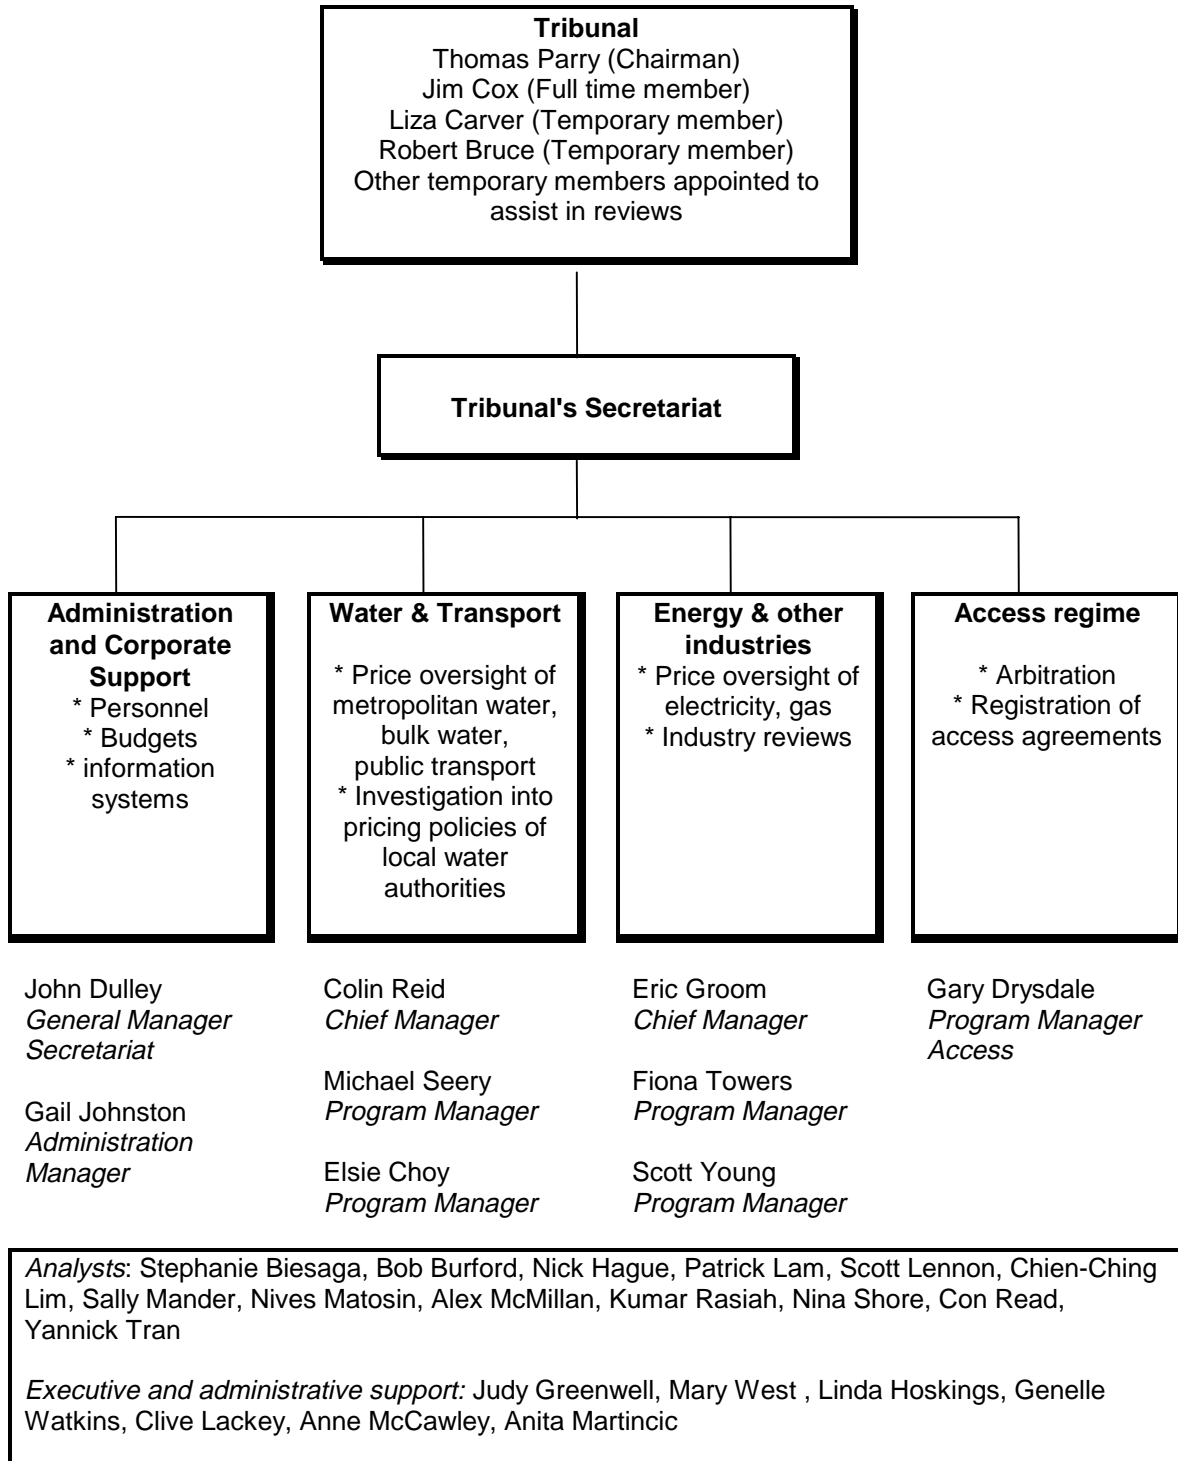 Tribunal
Thomas Parry (Chairman)
Jim Cox (Full time member)
Liza Carver (Temporary member)
Robert Bruce (Temporary member)
Other temporary members appointed to
assist in reviews
Tribunal's Secretariat
Administration
and Corporate
Support
* Personnel
* Budgets
* information
systems
Water & Transport
* Price oversight of
metropolitan water,
bulk water,
public transport
* Investigation into
pricing policies of
local water
authorities
Energy & other
industries
* Price oversight of
electricity, gas
* Industry reviews
Access regime
* Arbitration
* Registration of
access agreements
John Dulley
General Manager
Secretariat
Gail Johnston
Administration
Manager
Colin Reid
Chief Manager
Michael Seery
Program Manager
Elsie Choy
Program Manager
Eric Groom
Chief Manager
Fiona Towers
Program Manager
Scott Young
Program Manager
Gary Drysdale
Program Manager
Access
Analysts: Stephanie Biesaga, Bob Burford, Nick Hague, Patrick Lam, Scott Lennon, Chien-Ching
Lim, Sally Mander, Nives Matosin, Alex McMillan, Kumar Rasiah, Nina Shore, Con Read,
Yannick Tran
Executive and administrative support: Judy Greenwell, Mary West , Linda Hoskings, Genelle
Watkins, Clive Lackey, Anne McCawley, Anita Martincic